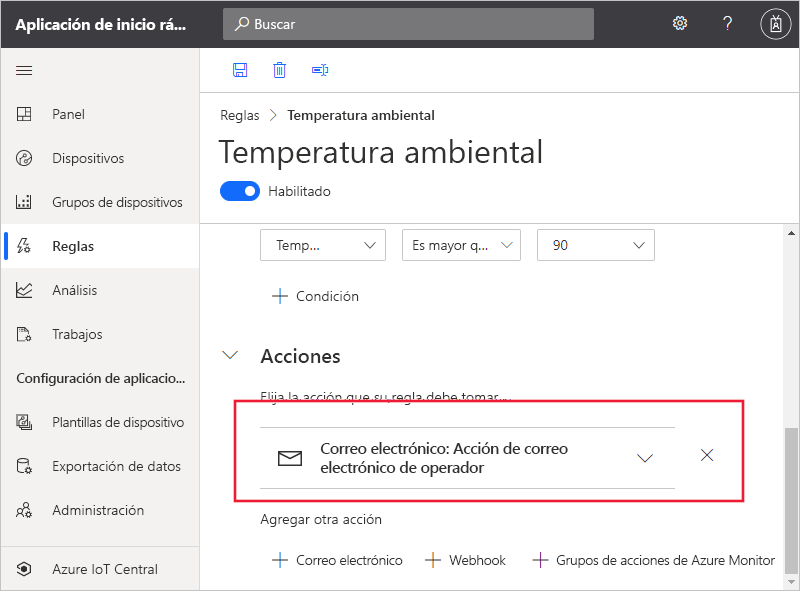 Aplicación de inicio rá...
Buscar
Panel
Dispositivos
Grupos de dispositivos
Reglas
Análisis
Trabajos
Configuración de aplicacio...
Plantillas de dispositivo
Exportación de datos
Administración
Azure IoT Central
Reglas > Temperatura ambiental
Temperatura ambiental
Habilitado
Temp... Es mayor q... 90
+ Condición
Acciones
Elija la acción que su regla debe tomar...
Correo electrónico: Acción de correo
electrónico de operador
Agregar otra acción
+ Correo electrónico + Webhook + Grupos de acciones de Azure Monitor